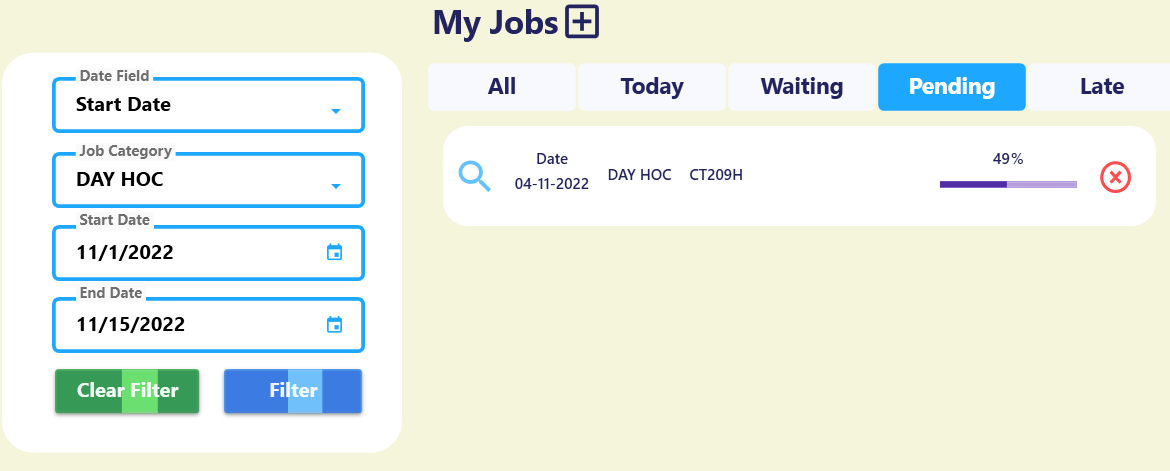 My Jobs
Date Field
Start Date
Job Category
DAY HOC
Start Date
11/1/2022
End Date
11/15/2022
Clear Filter
Filter
All
Today
Waiting
Pending
Late
Date
04-11-2022
DAY HOC
CT209H
49%